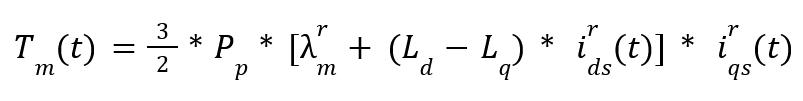 T_m(t) = 3/2 * P_p * [λ_m^r + (L_d − L_q) * i_ds^r(t)] * i_qs^r(t)